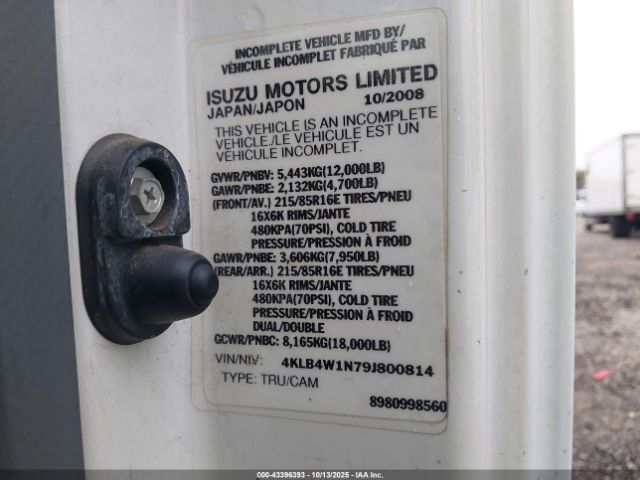 INCOMPLETE VEHICLE MFD BY/
VÉHICULE INCOMPLET FABRIQUÉ PAR
ISUZU MOTORS LIMITED
JAPAN/JAPON 10/2008
THIS VEHICLE IS AN INCOMPLETE
VEHICLE./LE VÉHICULE EST UN
VÉHICULE INCOMPLET.
GVWR/PNBV: 5,443KG(12,000LB)
GAWR/PNBE: 2,132KG(4,700LB)
(FRONT/AV.) 215/85R16E TIRES/PNEU
16X6K RIMS/JANTE
480KPA(70PSI), COLD TIRE
PRESSURE/PRESSION À FROID
GAWR/PNBE: 3,606KG(7,950LB)
(REAR/ARR.) 215/85R16E TIRES/PNEU
16X6K RIMS/JANTE
480KPA(70PSI), COLD TIRE
PRESSURE/PRESSION À FROID
DUAL/DOUBLE
GCWR/PNBC: 8,165KG(18,000LB)
VIN/NIV: 4KLB4W1N79J800814
TYPE: TRU/CAM
8980998560
000-43396393 - 10/13/2025 - IAA Inc.